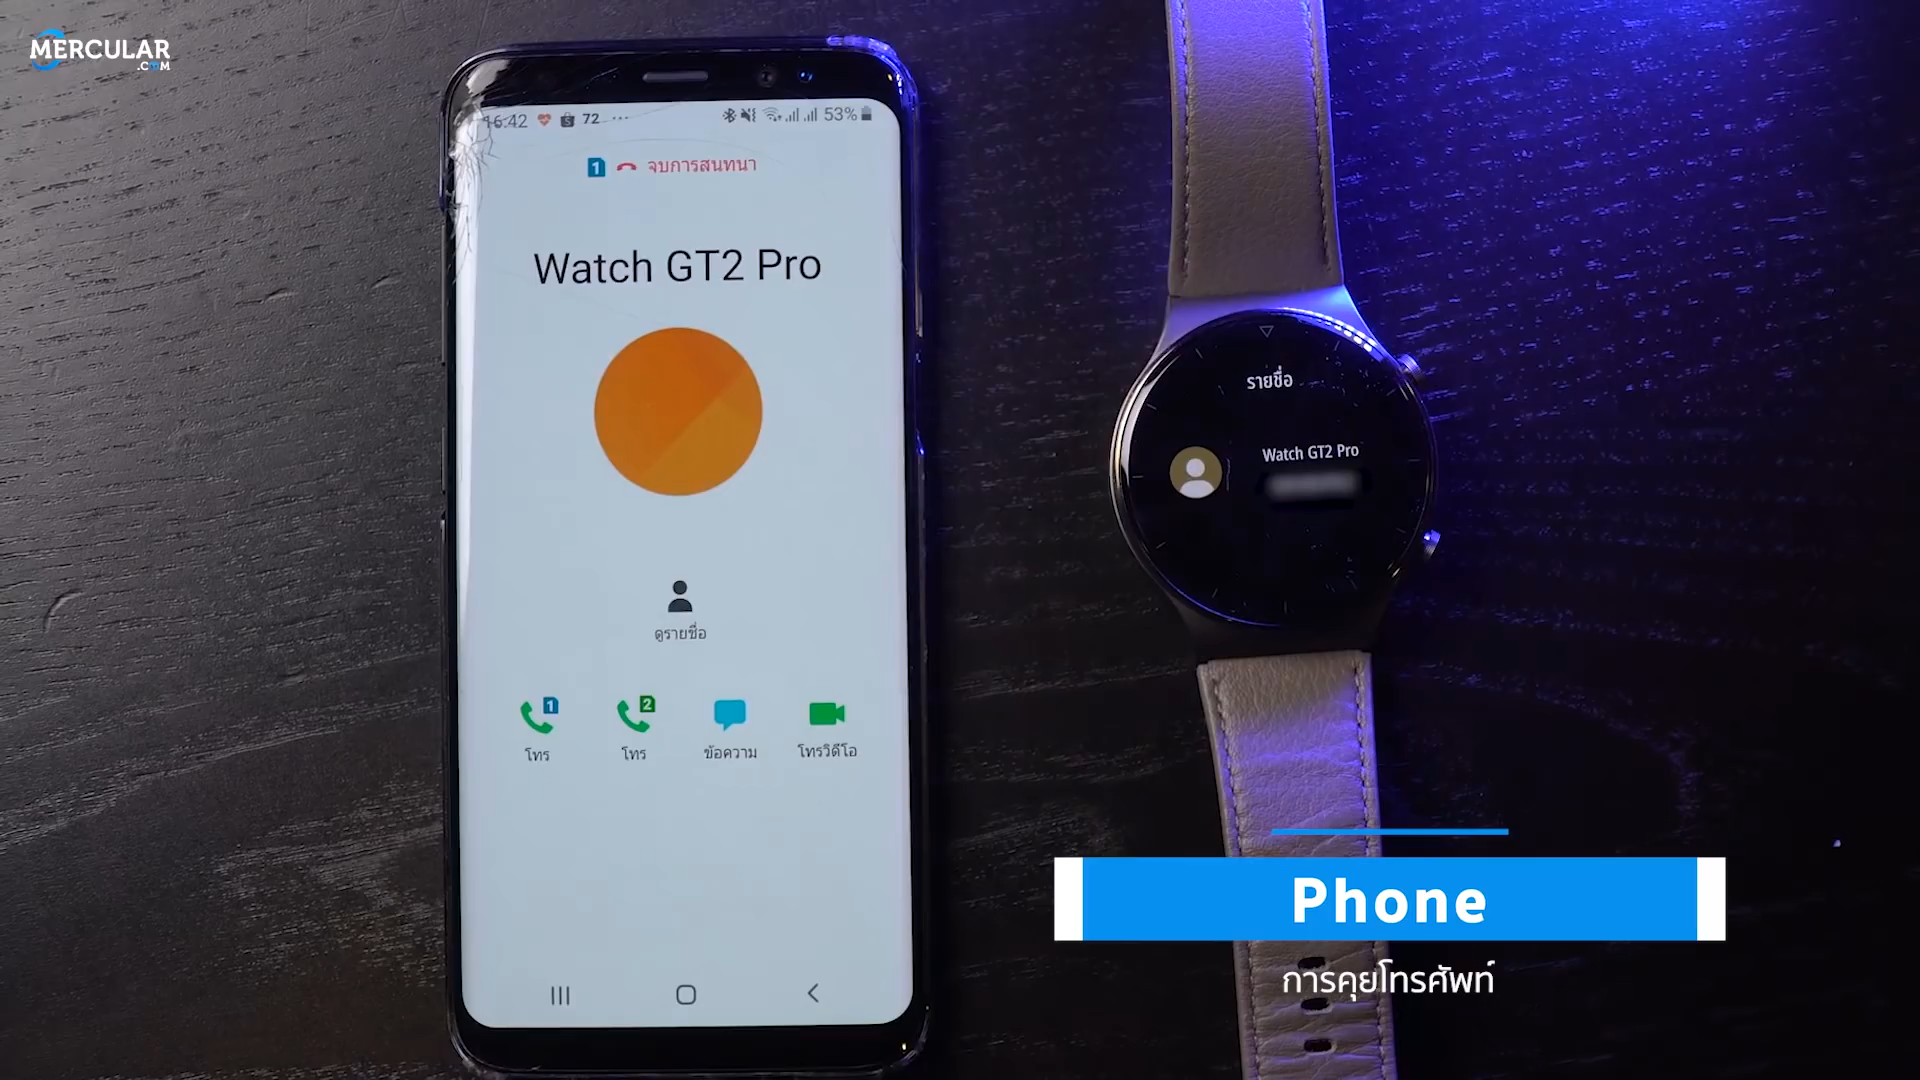 MERCULAR
.COM
16:42 72 ... 53%
1 จบการสนทนา
Watch GT2 Pro
ดูรายชื่อ
1 2
โทร โทร ข้อความ โทรวิดีโอ
รายชื่อ
Watch GT2 Pro
Phone
การคุยโทรศัพท์